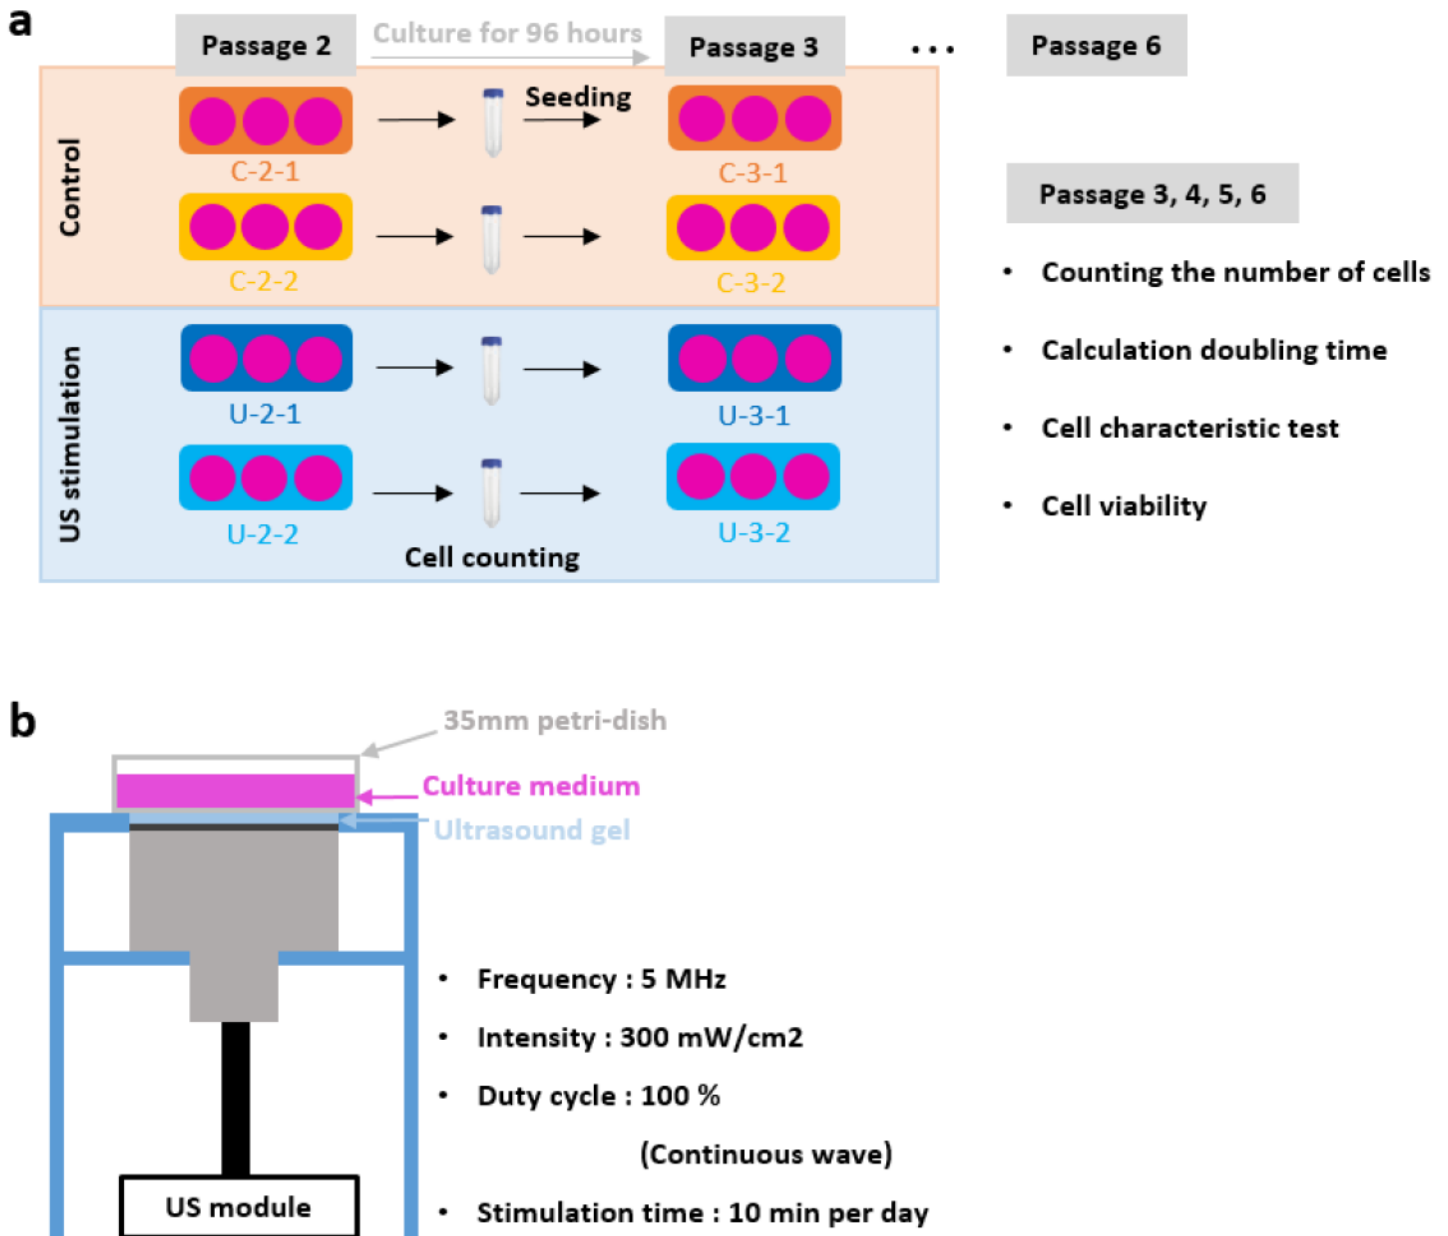 a
Passage 2
Culture for 96 hours
Passage 3
...
Passage 6
Control
Seeding
C-2-1
C-3-1
C-2-2
C-3-2
US stimulation
U-2-1
U-3-1
U-2-2
U-3-2
Cell counting
Passage 3, 4, 5, 6
• Counting the number of cells
• Calculation doubling time
• Cell characteristic test
• Cell viability
b
35mm petri-dish
Culture medium
Ultrasound gel
US module
• Frequency : 5 MHz
• Intensity : 300 mW/cm2
• Duty cycle : 100 %
(Continuous wave)
• Stimulation time : 10 min per day